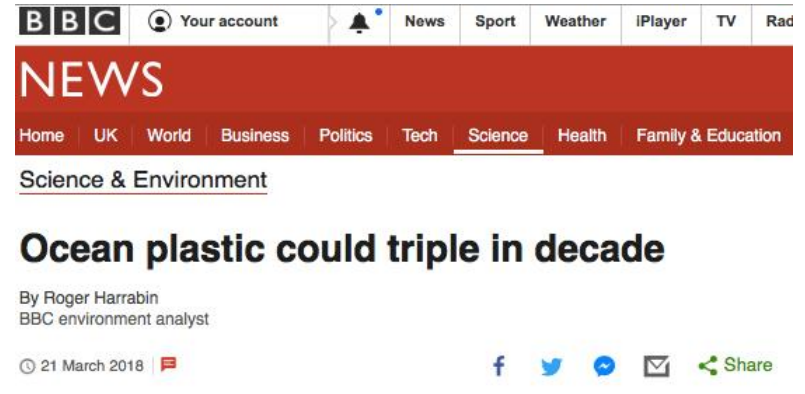 BBC Your account News Sport Weather iPlayer TV Rad
NEWS
Home UK World Business Politics Tech Science Health Family & Education
Science & Environment
Ocean plastic could triple in decade
By Roger Harrabin
BBC environment analyst
21 March 2018 Share